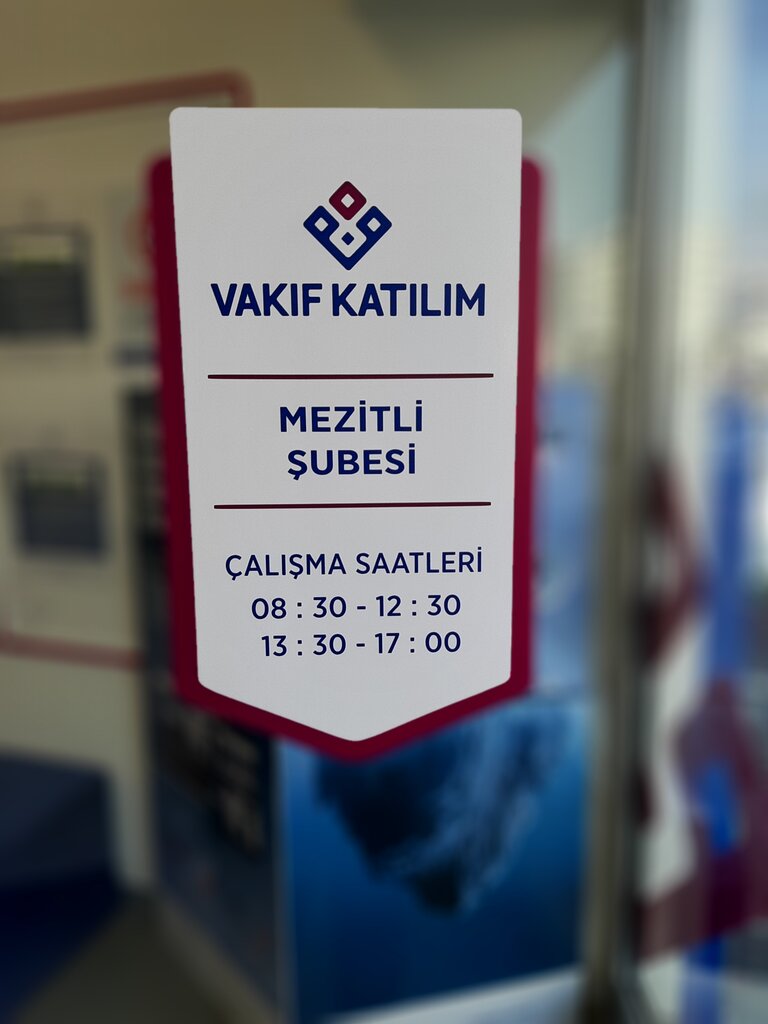 VAKIF KATILIM
MEZİTLİ
ŞUBESİ
ÇALIŞMA SAATLERİ
08 : 30 - 12 : 30
13 : 30 - 17 : 00